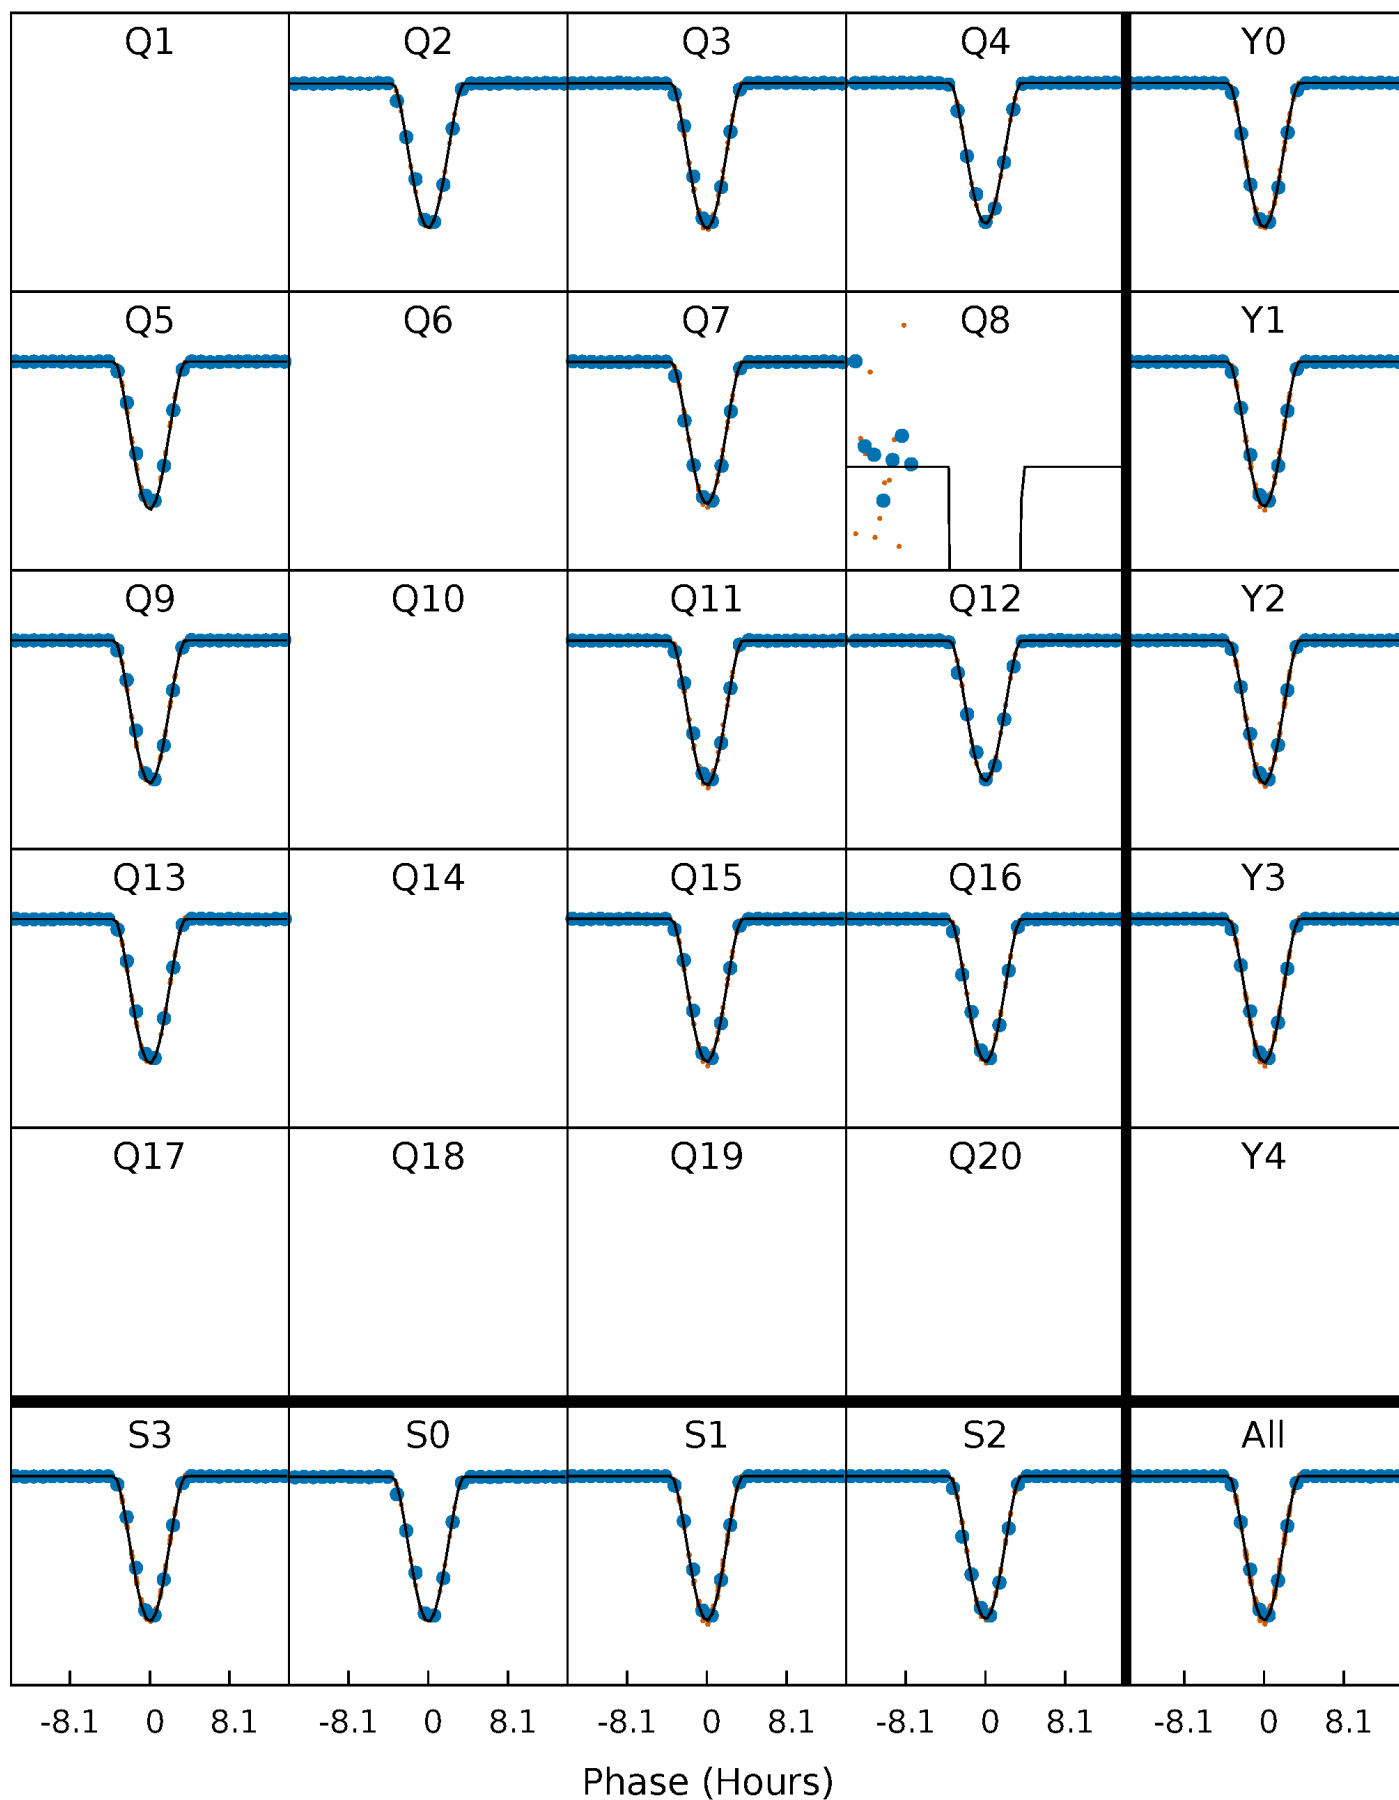 Q1 Q2 Q3 Q4 Y0
Q5 Q6 Q7 Q8 Y1
Q9 Q10 Q11 Q12 Y2
Q13 Q14 Q15 Q16 Y3
Q17 Q18 Q19 Q20 Y4
S3 S0 S1 S2 All
-8.1 0 8.1 -8.1 0 8.1 -8.1 0 8.1 -8.1 0 8.1 -8.1 0 8.1
Phase (Hours)